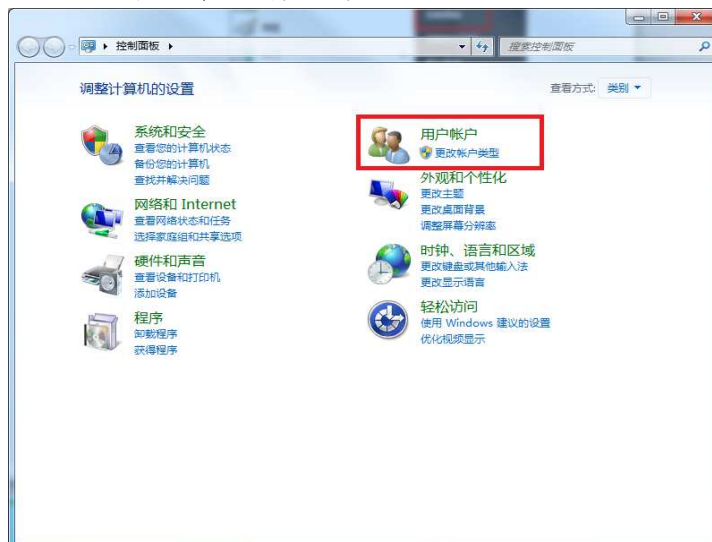 控制面板
搜索控制面板
调整计算机的设置
查看方式: 类别
系统和安全
查看您的计算机状态
备份您的计算机
查找并解决问题
网络和 Internet
查看网络状态和任务
选择家庭组和共享选项
硬件和声音
查看设备和打印机
添加设备
程序
卸载程序
获得程序
用户帐户
更改帐户类型
外观和个性化
更改主题
更改桌面背景
调整屏幕分辨率
时钟、语言和区域
更改键盘或其他输入法
更改显示语言
轻松访问
使用 Windows 建议的设置
优化视频显示